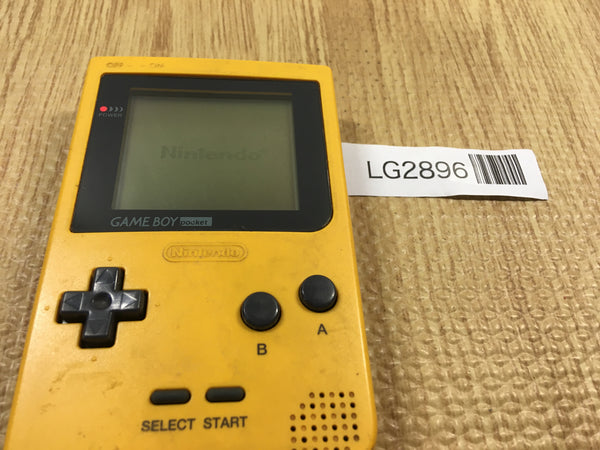 OFF ON
POWER
Nintendo®
GAME BOY pocket
Nintendo
LG2896
A
B
SELECT START